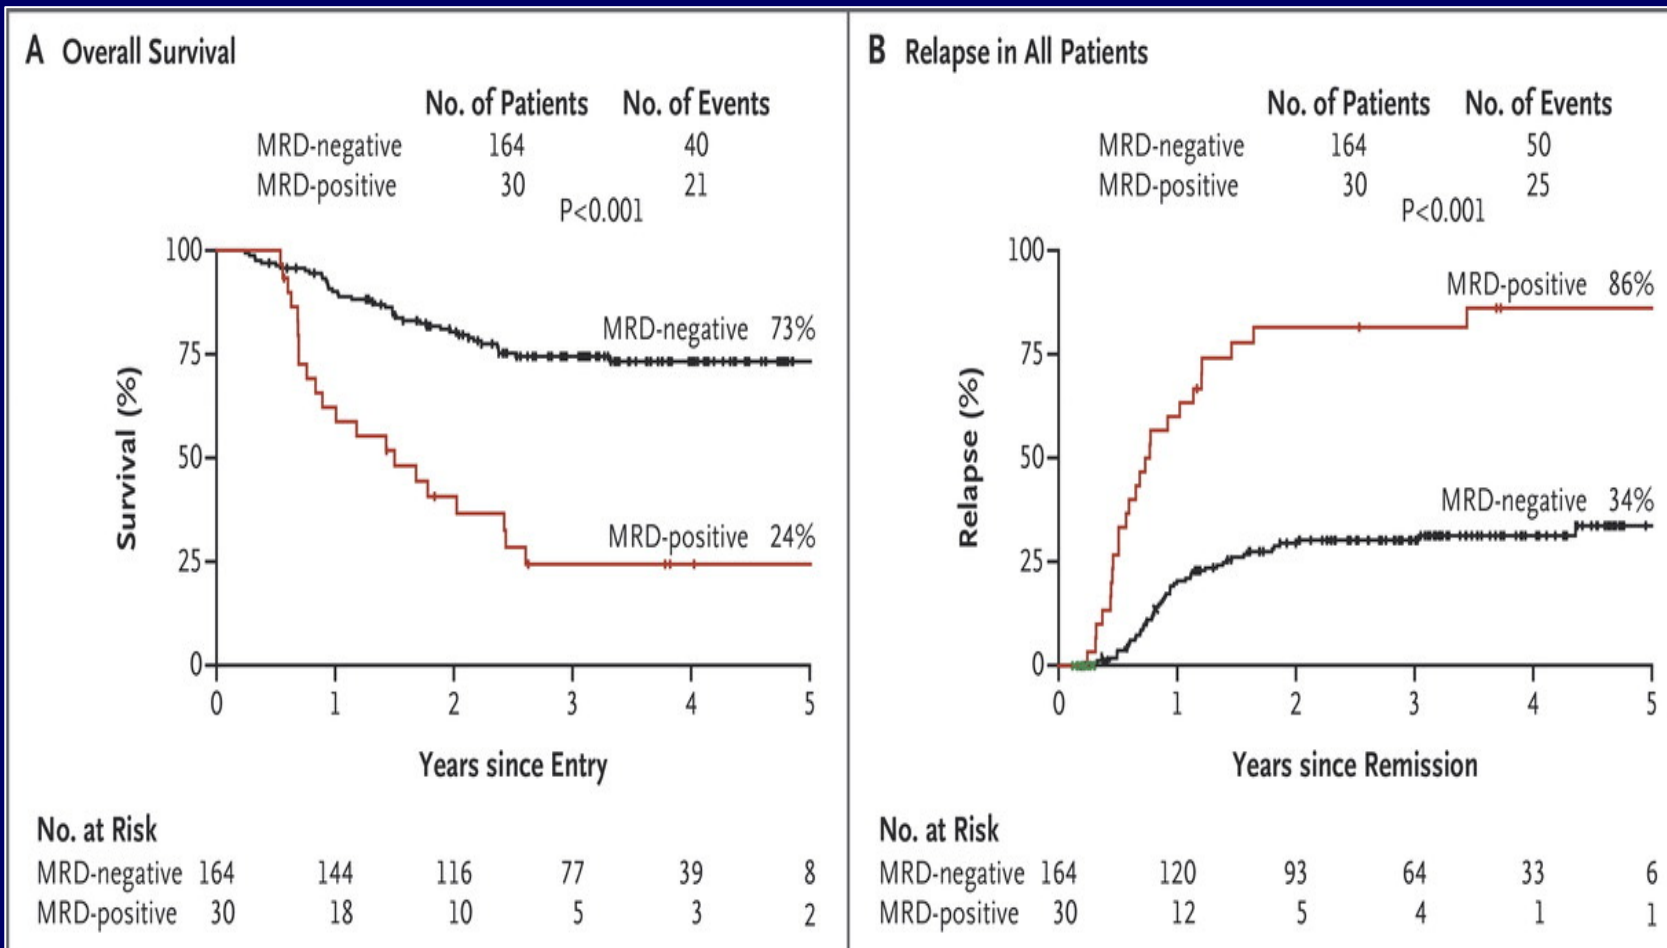 A Overall Survival
No. of Patients No. of Events
MRD-negative 164 40
MRD-positive 30 21
P<0.001
100
75
50
25
0
Survival (%)
MRD-negative 73%
MRD-positive 24%
0 1 2 3 4 5
Years since Entry
No. at Risk
MRD-negative 164 144 116 77 39 8
MRD-positive 30 18 10 5 3 2
B Relapse in All Patients
No. of Patients No. of Events
MRD-negative 164 50
MRD-positive 30 25
P<0.001
100
75
50
25
0
Relapse (%)
MRD-positive 86%
MRD-negative 34%
0 1 2 3 4 5
Years since Remission
No. at Risk
MRD-negative 164 120 93 64 33 6
MRD-positive 30 12 5 4 1 1